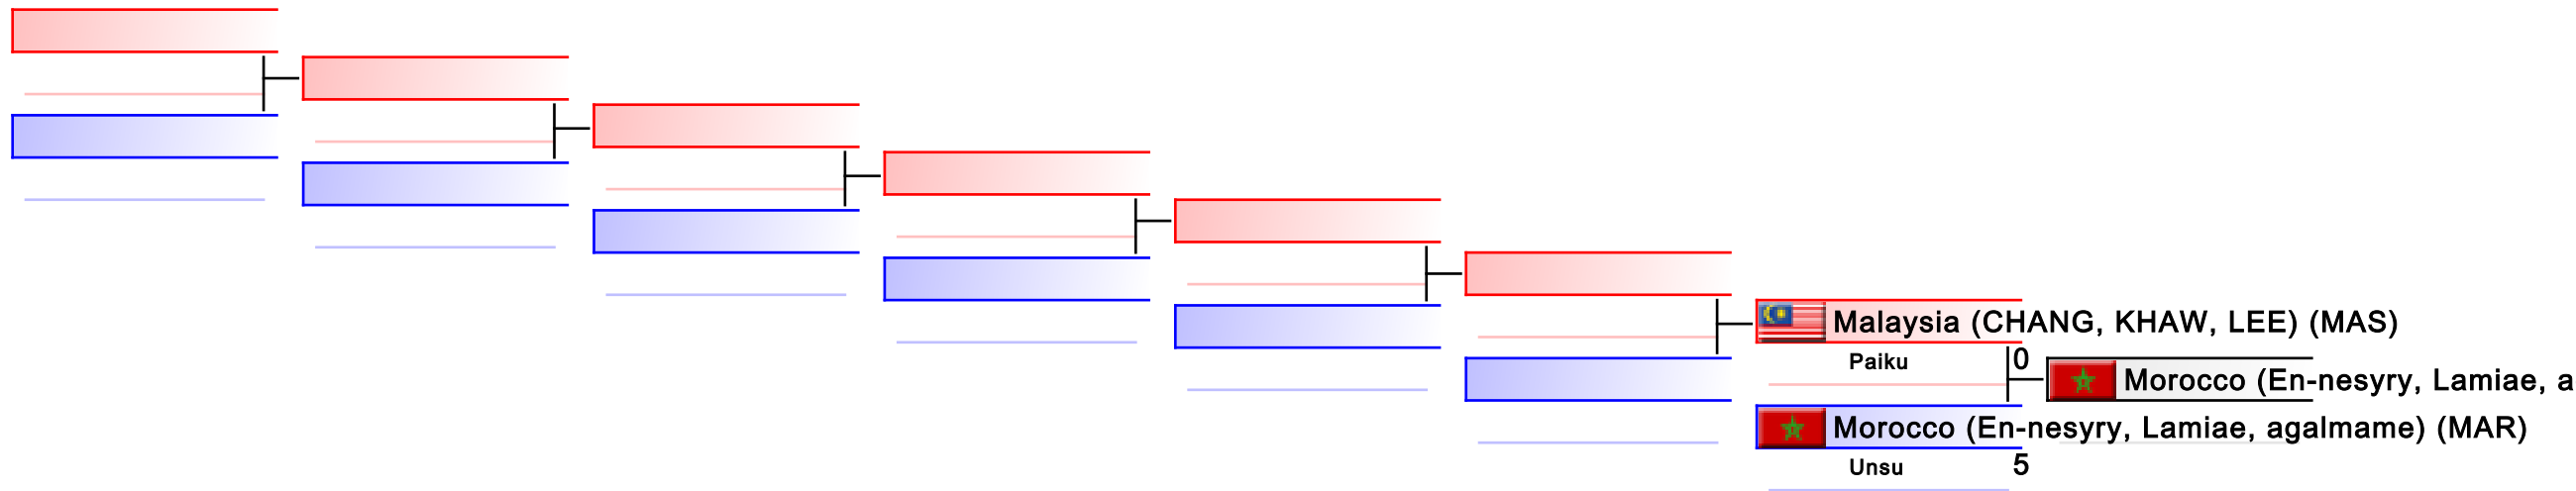 Malaysia (CHANG, KHAW, LEE) (MAS)
Paiku 0
Morocco (En-nesyry, Lamiae, a
Morocco (En-nesyry, Lamiae, agalmame) (MAR)
Unsu 5